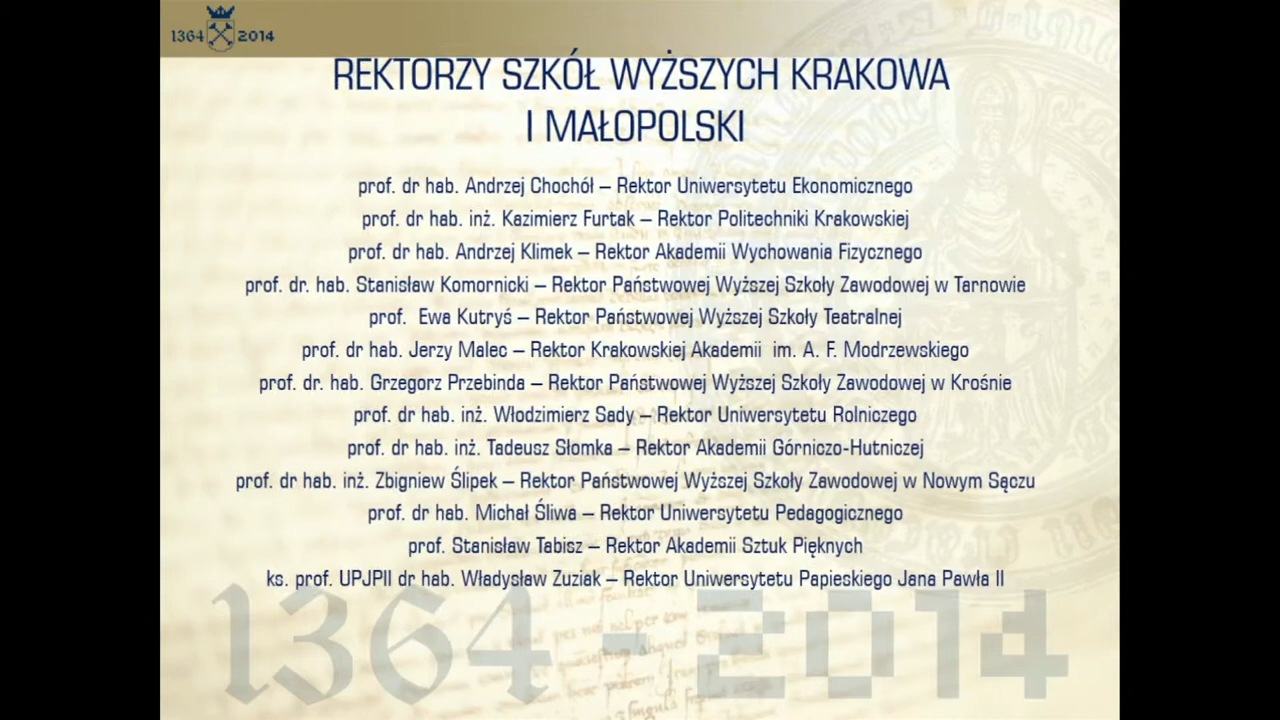 1364 2014
REKTORZY SZKÓŁ WYŻSZYCH KRAKOWA
I MAŁOPOLSKI
prof. dr hab. Andrzej Chochół – Rektor Uniwersytetu Ekonomicznego
prof. dr hab. inż. Kazimierz Furtak – Rektor Politechniki Krakowskiej
prof. dr hab. Andrzej Klimek – Rektor Akademii Wychowania Fizycznego
prof. dr. hab. Stanisław Komornicki – Rektor Państwowej Wyższej Szkoły Zawodowej w Tarnowie
prof. Ewa Kutryś – Rektor Państwowej Wyższej Szkoły Teatralnej
prof. dr hab. Jerzy Malec – Rektor Krakowskiej Akademii im. A. F. Modrzewskiego
prof. dr. hab. Grzegorz Przebinda – Rektor Państwowej Wyższej Szkoły Zawodowej w Krośnie
prof. dr hab. inż. Włodzimierz Sady – Rektor Uniwersytetu Rolniczego
prof. dr hab. inż. Tadeusz Słomka – Rektor Akademii Górniczo-Hutniczej
prof. dr hab. inż. Zbigniew Ślipek – Rektor Państwowej Wyższej Szkoły Zawodowej w Nowym Sączu
prof. dr hab. Michał Śliwa – Rektor Uniwersytetu Pedagogicznego
prof. Stanisław Tabisz – Rektor Akademii Sztuk Pięknych
ks. prof. UPJPII dr hab. Władysław Zuziak – Rektor Uniwersytetu Papieskiego Jana Pawła II
1364 - 2014